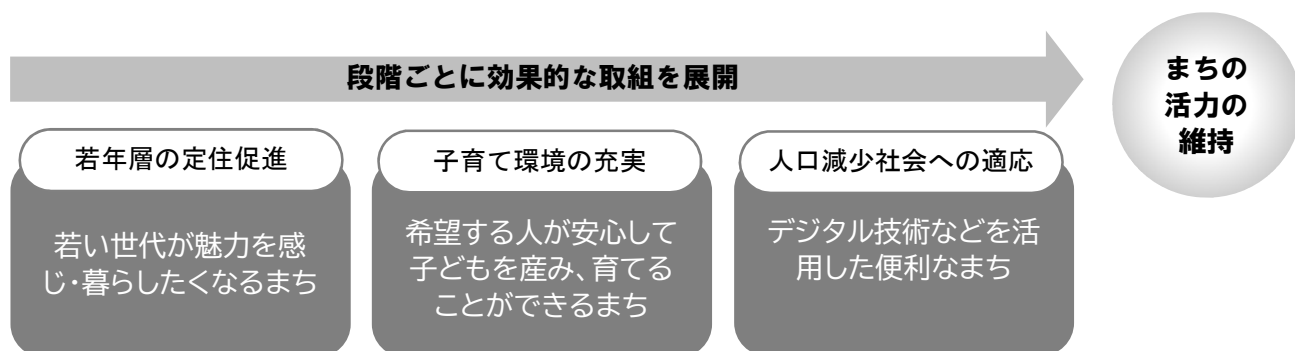 段階ごとに効果的な取組を展開
まちの
活力の
維持
若年層の定住促進
若い世代が魅力を感
じ・暮らしたくなるまち
子育て環境の充実
希望する人が安心して
子どもを産み、育てる
ことができるまち
人口減少社会への適応
デジタル技術などを活
用した便利なまち